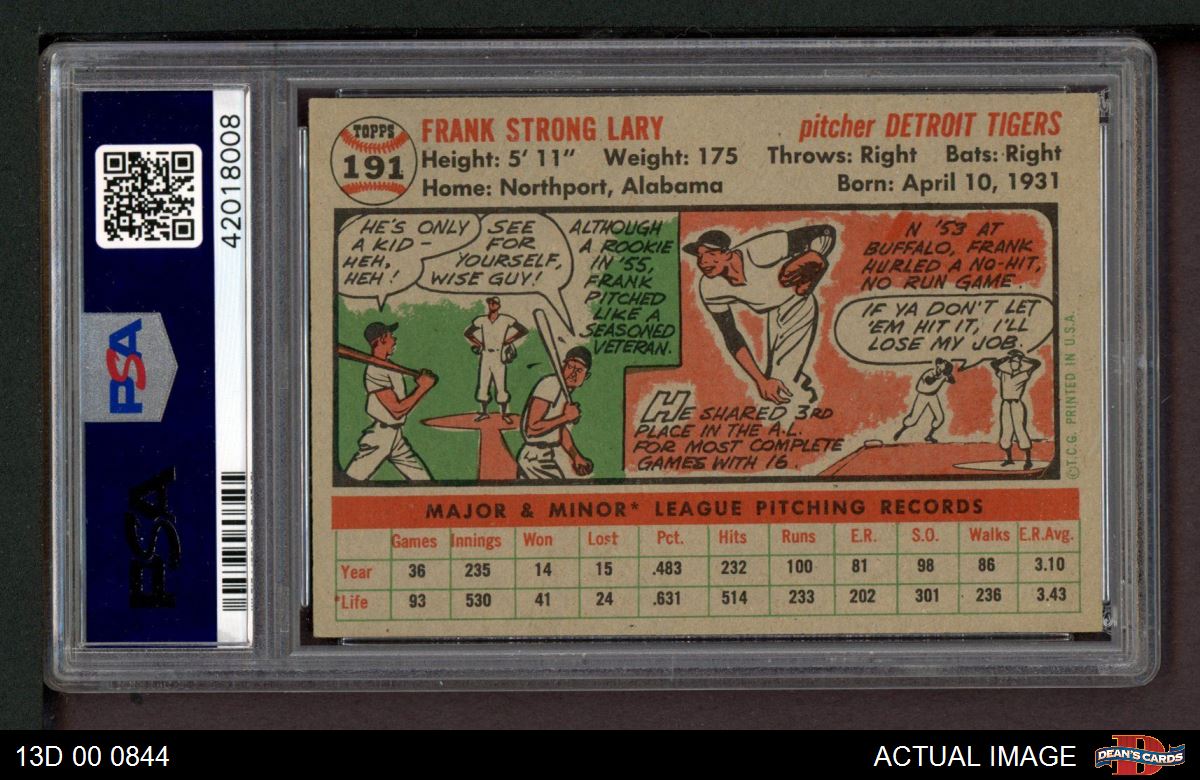 42018008
PSA
PSA
TOPPS
191
FRANK STRONG LARY
pitcher DETROIT TIGERS
Height: 5' 11" Weight: 175 Throws: Right Bats: Right
Home: Northport, Alabama Born: April 10, 1931
HE'S ONLY
A KID -
HEH,
HEH!
SEE
FOR
YOURSELF,
WISE GUY!
ALTHOUGH
A ROOKIE
IN '55,
FRANK
PITCHED
LIKE A
SEASONED
VETERAN.
N '53 AT
BUFFALO, FRANK
HURLED A NO-HIT,
NO RUN GAME.
IF YA DON'T LET
'EM HIT IT, I'LL
LOSE MY JOB.
HE SHARED 3RD
PLACE IN THE A.L.
FOR MOST COMPLETE
GAMES WITH 16.
©T.C.G. PRINTED IN U.S.A.
MAJOR & MINOR* LEAGUE PITCHING RECORDS
Games Innings Won Lost Pct. Hits Runs E.R. S.O. Walks E.R.Avg.
Year 36 235 14 15 .483 232 100 81 98 86 3.10
*Life 93 530 41 24 .631 514 233 202 301 236 3.43
13D 00 0844
ACTUAL IMAGE
D
DEAN'S CARDS